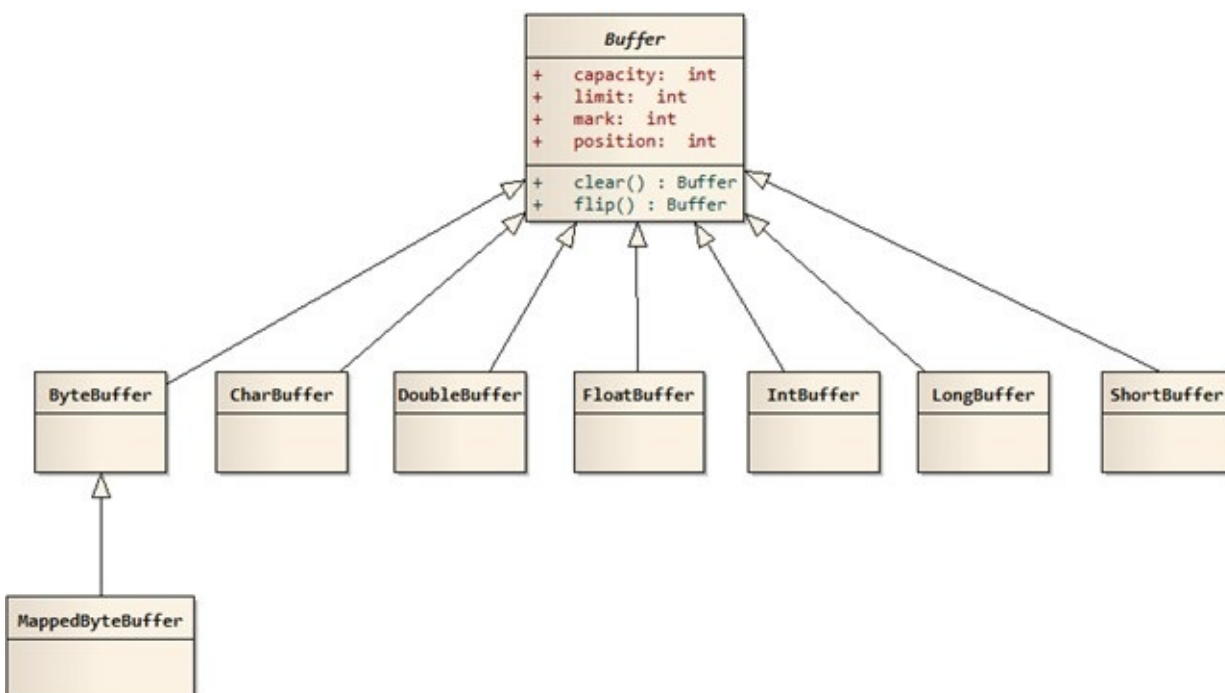 Buffer
+ capacity: int
+ limit: int
+ mark: int
+ position: int
+ clear() : Buffer
+ flip() : Buffer
ByteBuffer
CharBuffer
DoubleBuffer
FloatBuffer
IntBuffer
LongBuffer
ShortBuffer
MappedByteBuffer